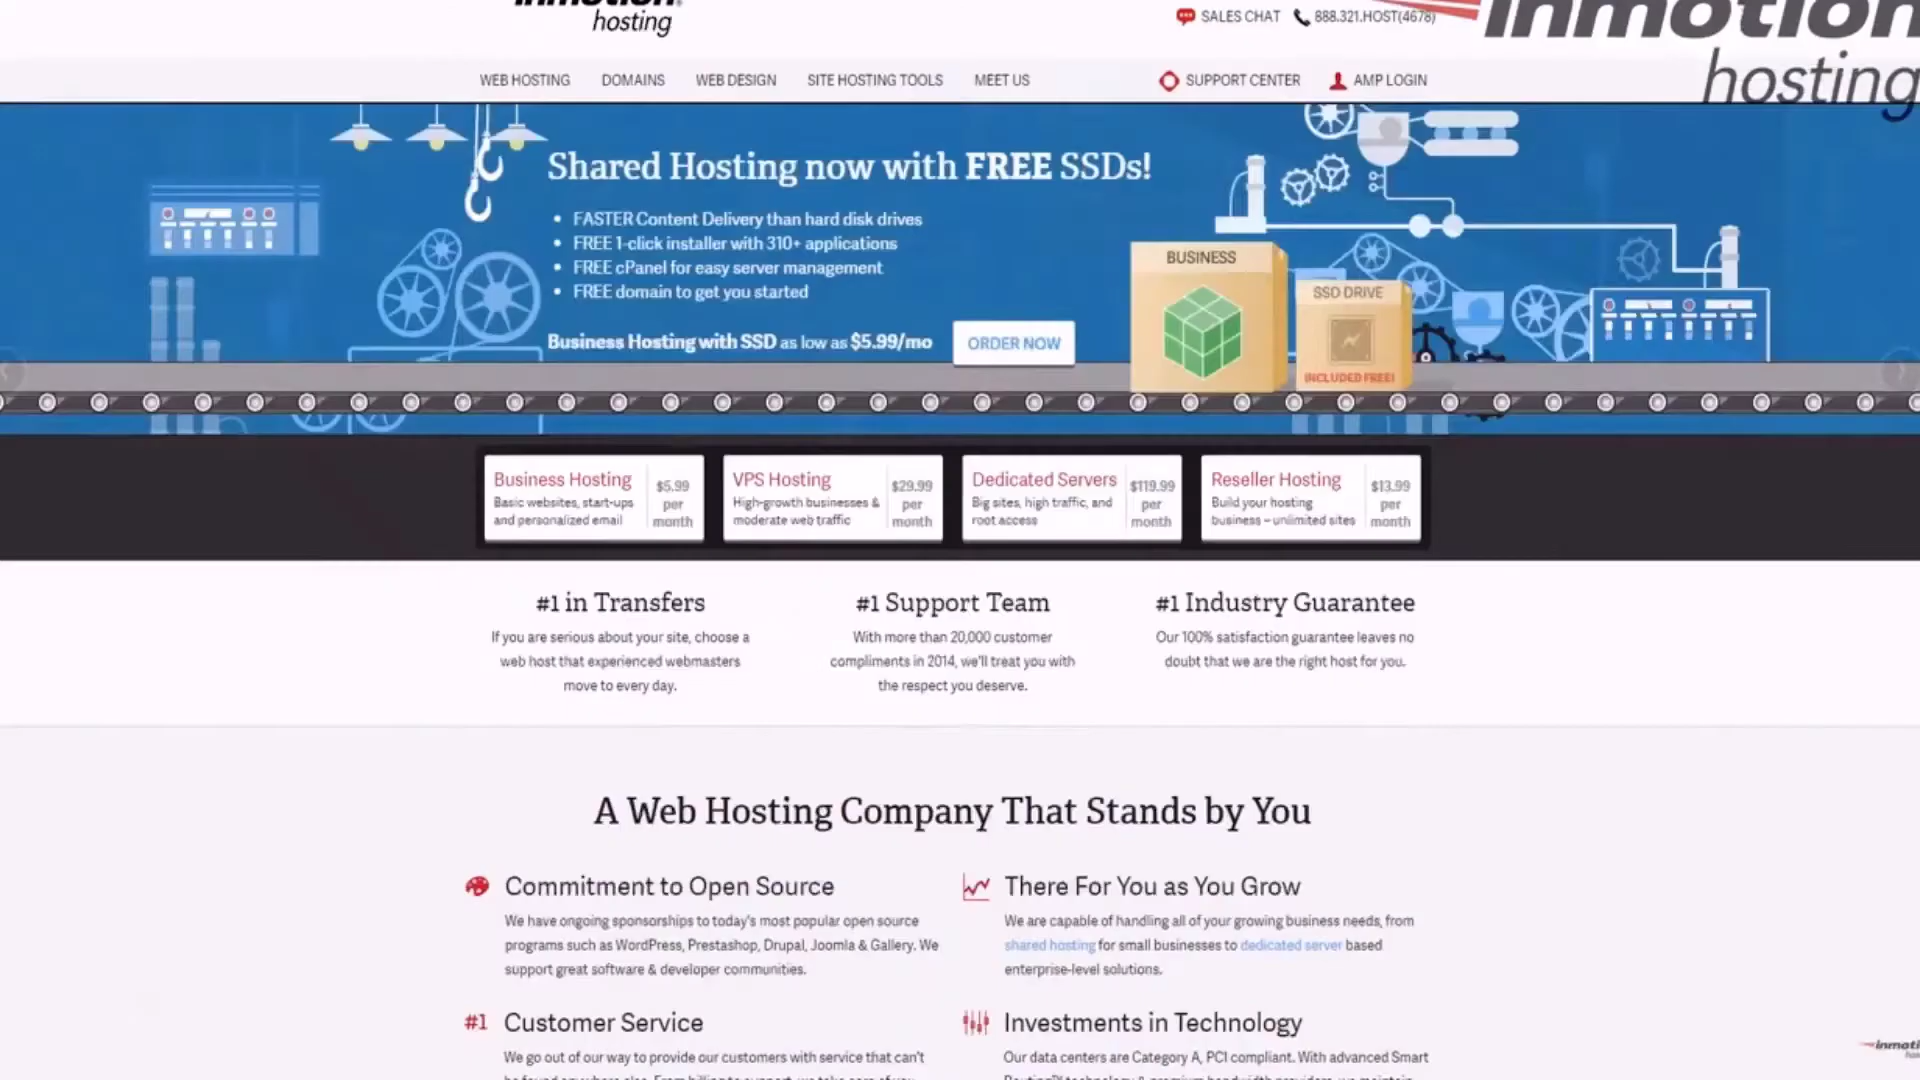 inmotion
hosting
SALES CHAT
888.321.HOST(4678)
inmotion
hosting
WEB HOSTING
DOMAINS
WEB DESIGN
SITE HOSTING TOOLS
MEET US
SUPPORT CENTER
AMP LOGIN
Shared Hosting now with FREE SSDs!
• FASTER Content Delivery than hard disk drives
• FREE 1-click installer with 310+ applications
• FREE cPanel for easy server management
• FREE domain to get you started
Business Hosting with SSD as low as $5.99/mo
ORDER NOW
BUSINESS
SSD DRIVE
INCLUDED FREE!
Business Hosting
Basic websites, start-ups
and personalized email
$5.99
per
month
VPS Hosting
High-growth businesses &
moderate web traffic
$29.99
per
month
Dedicated Servers
Big sites, high traffic, and
root access
$119.99
per
month
Reseller Hosting
Build your hosting
business – unlimited sites
$13.99
per
month
#1 in Transfers
If you are serious about your site, choose a
web host that experienced webmasters
move to every day.
#1 Support Team
With more than 20,000 customer
compliments in 2014, we'll treat you with
the respect you deserve.
#1 Industry Guarantee
Our 100% satisfaction guarantee leaves no
doubt that we are the right host for you.
A Web Hosting Company That Stands by You
Commitment to Open Source
We have ongoing sponsorships to today's most popular open source
programs such as WordPress, Prestashop, Drupal, Joomla & Gallery. We
support great software & developer communities.
There For You as You Grow
We are capable of handling all of your growing business needs, from
shared hosting for small businesses to dedicated server based
enterprise-level solutions.
#1 Customer Service
We go out of our way to provide our customers with service that can't
Investments in Technology
Our data centers are Category A, PCI compliant. With advanced Smart
inmoti